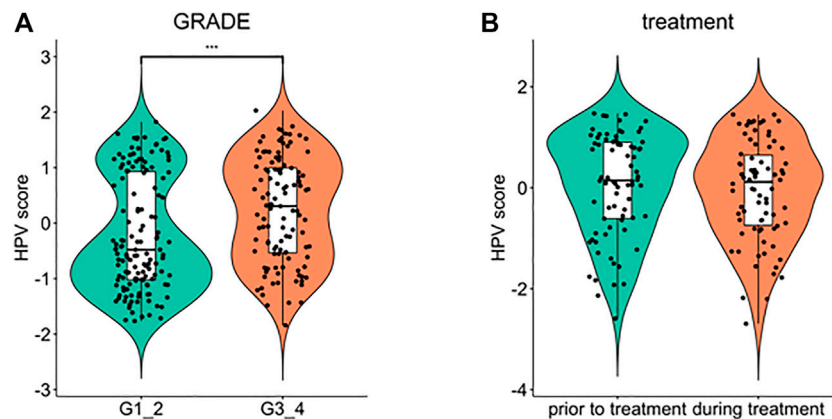 A
GRADE
HPV score
3
2
1
0
-1
-2
-3
***
G1_2
G3_4
B
treatment
HPV score
2
0
-2
-4
prior to treatment during treatment